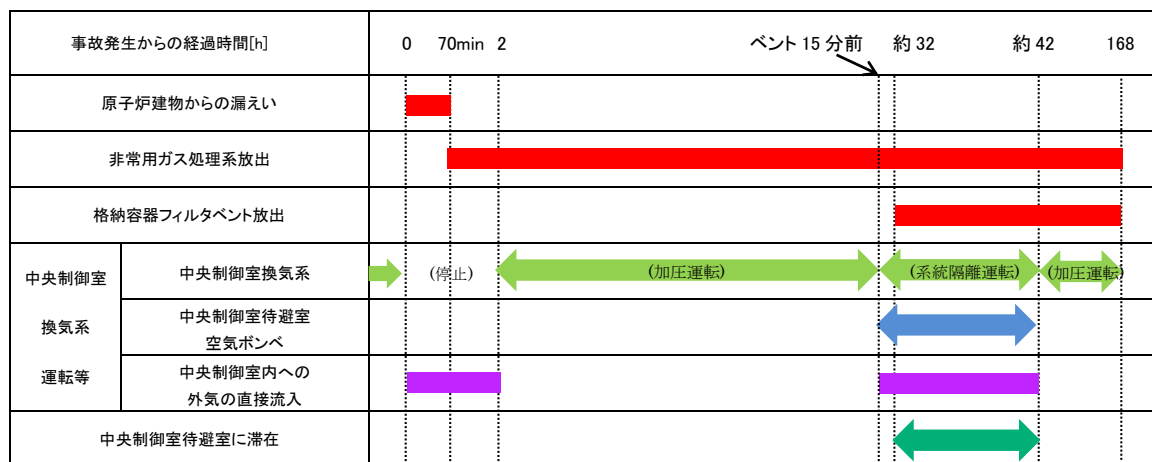 事故発生からの経過時間[h]
0 70min 2 ベント 15 分前 約 32 約 42 168
原子炉建物からの漏えい
非常用ガス処理系放出
格納容器フィルタベント放出
中央制御室
換気系
運転等
中央制御室換気系
(停止) (加圧運転) (系統隔離運転) (加圧運転)
中央制御室待避室
空気ボンベ
中央制御室内への
外気の直接流入
中央制御室待避室に滞在